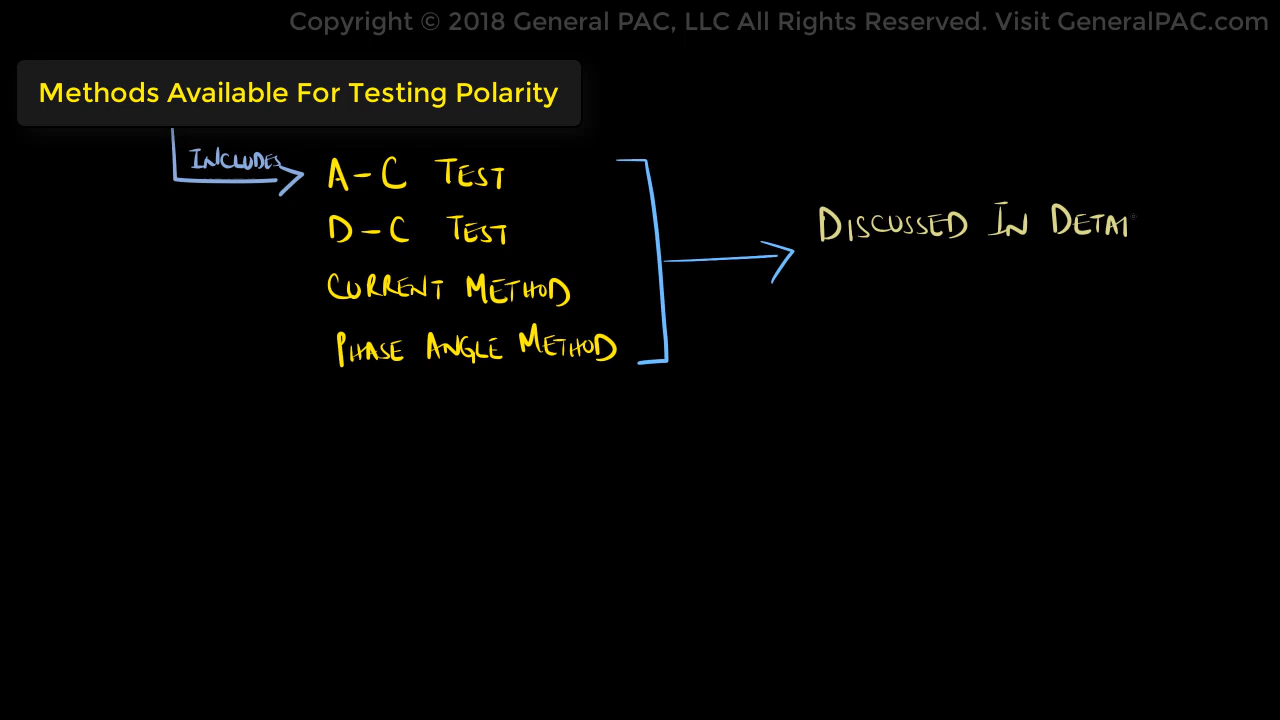 Copyright © 2018 General PAC, LLC All Rights Reserved. Visit GeneralPAC.com
Methods Available For Testing Polarity
INCLUDES
A-C TEST
D-C TEST
CURRENT METHOD
PHASE ANGLE METHOD
DISCUSSED IN DETAI